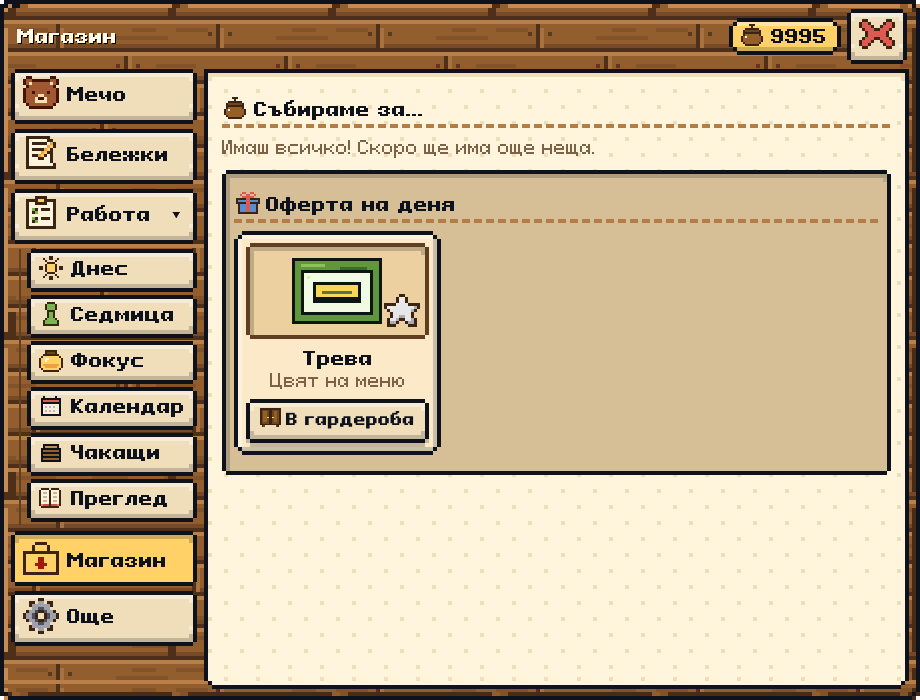 Магазин
9995
Мечо
Бележки
Работа
Днес
Седмица
Фокус
Календар
Чакащи
Преглед
Магазин
Още
Събираме за...
Имаш всичко! Скоро ще има още неща.
Оферта на деня
Трева
Цвят на меню
В гардероба